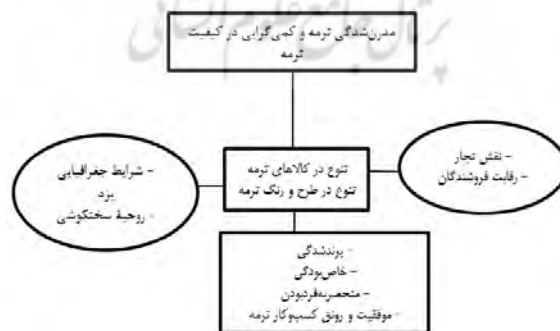 مدرن‌شدگی ترمه و کمی‌گرایی در کیفیت
ترمه
- نقش تجار
- رقابت فروشندگان
تنوع در کالاهای ترمه
تنوع در طرح و رنگ ترمه
- شرایط جغرافیایی
یزد
- روحیهٔ سختکوشی
- برندشدگی
- خاص‌بودگی
- منحصربه‌فردبودن
- موفقیت و رونق کسب‌وکار ترمه